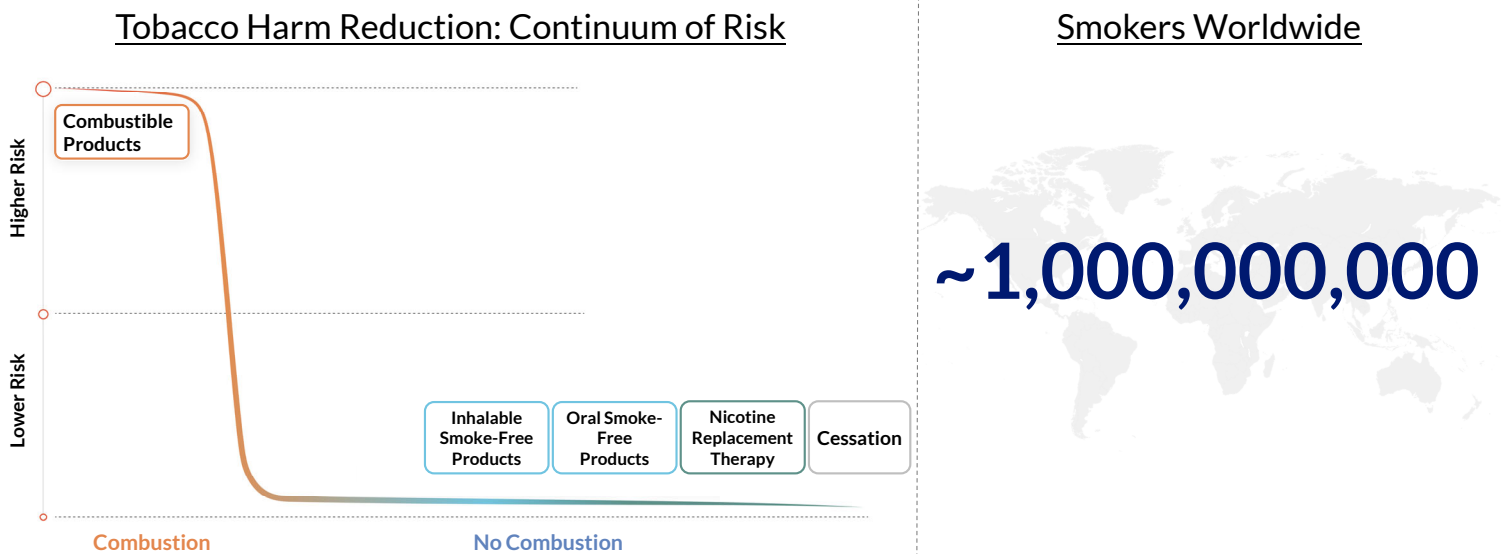 Tobacco Harm Reduction: Continuum of Risk
Higher Risk
Lower Risk
Combustible
Products
Inhalable
Smoke-Free
Products
Oral Smoke-
Free
Products
Nicotine
Replacement
Therapy
Cessation
Combustion
No Combustion
Smokers Worldwide
~1,000,000,000